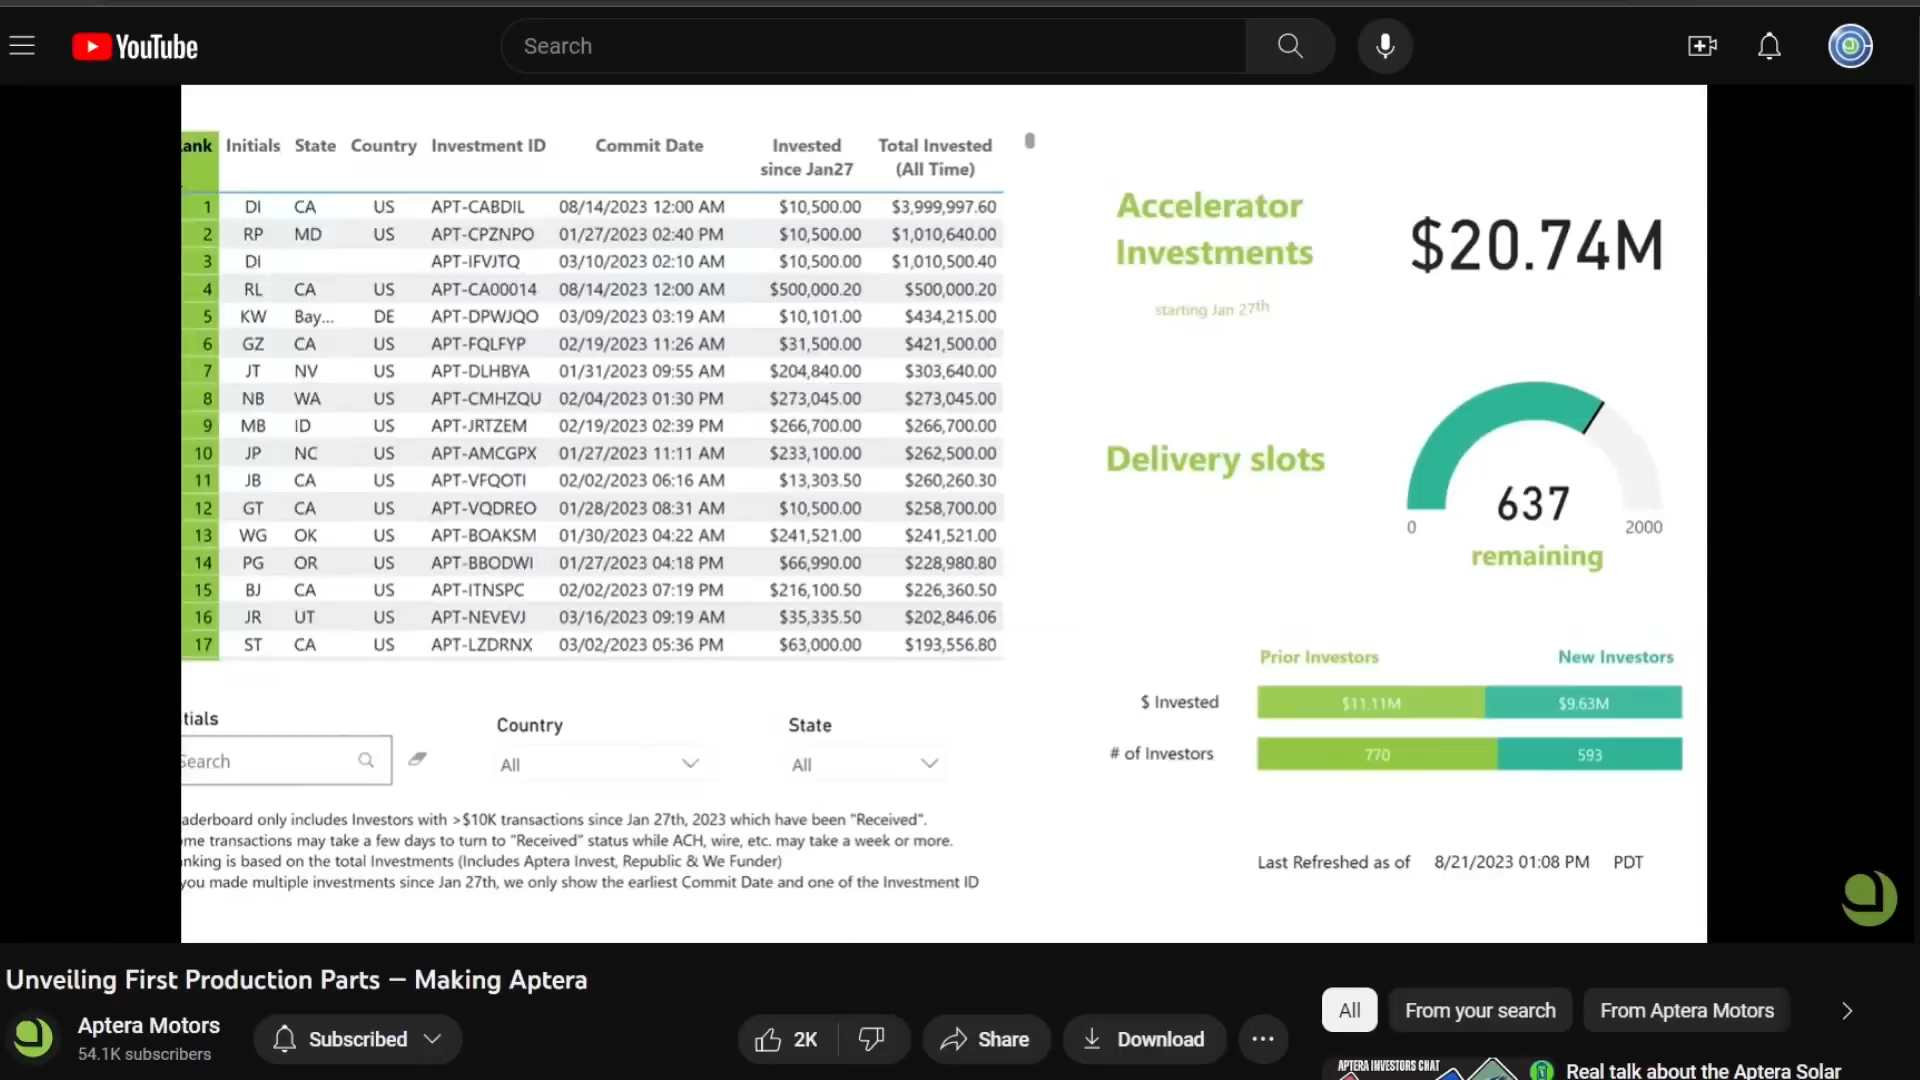 YouTube
Search
ank Initials State Country Investment ID Commit Date Invested since Jan27 Total Invested (All Time)
1 DI CA US APT-CABDIL 08/14/2023 12:00 AM $10,500.00 $3,999,997.60
2 RP MD US APT-CPZNPO 01/27/2023 02:40 PM $10,500.00 $1,010,640.00
3 DI APT-IFVJTQ 03/10/2023 02:10 AM $10,500.00 $1,010,500.40
4 RL CA US APT-CA00014 08/14/2023 12:00 AM $500,000.20 $500,000.20
5 KW Bay... DE APT-DPWJQO 03/09/2023 03:19 AM $10,101.00 $434,215.00
6 GZ CA US APT-FQLFYP 02/19/2023 11:26 AM $31,500.00 $421,500.00
7 JT NV US APT-DLHBYA 01/31/2023 09:55 AM $204,840.00 $303,640.00
8 NB WA US APT-CMHZQU 02/04/2023 01:30 PM $273,045.00 $273,045.00
9 MB ID US APT-JRTZEM 02/19/2023 02:39 PM $266,700.00 $266,700.00
10 JP NC US APT-AMCGPX 01/27/2023 11:11 AM $233,100.00 $262,500.00
11 JB CA US APT-VFQOTI 02/02/2023 06:16 AM $13,303.50 $260,260.30
12 GT CA US APT-VQDREO 01/28/2023 08:31 AM $10,500.00 $258,700.00
13 WG OK US APT-BOAKSM 01/30/2023 04:22 AM $241,521.00 $241,521.00
14 PG OR US APT-BBODWI 01/27/2023 04:18 PM $66,990.00 $228,980.80
15 BJ CA US APT-ITNSPC 02/02/2023 07:19 PM $216,100.50 $226,360.50
16 JR UT US APT-NEVEVJ 03/16/2023 09:19 AM $35,335.50 $202,846.06
17 ST CA US APT-LZDRNX 03/02/2023 05:36 PM $63,000.00 $193,556.80
Accelerator
Investments
starting Jan 27th
$20.74M
Delivery slots
637
0 2000
remaining
Prior Investors New Investors
$ Invested $11.11M $9.63M
# of Investors 770 593
Last Refreshed as of 8/21/2023 01:08 PM PDT
tials Country State
Search All All
aderboard only includes Investors with >$10K transactions since Jan 27th, 2023 which have been "Received".
me transactions may take a few days to turn to "Received" status while ACH, wire, etc. may take a week or more.
nking is based on the total Investments (Includes Aptera Invest, Republic & We Funder)
you made multiple investments since Jan 27th, we only show the earliest Commit Date and one of the Investment ID
Unveiling First Production Parts — Making Aptera
Aptera Motors
54.1K subscribers
Subscribed
2K
Share
Download
All From your search From Aptera Motors
APTERA INVESTORS CHAT
Real talk about the Aptera Solar